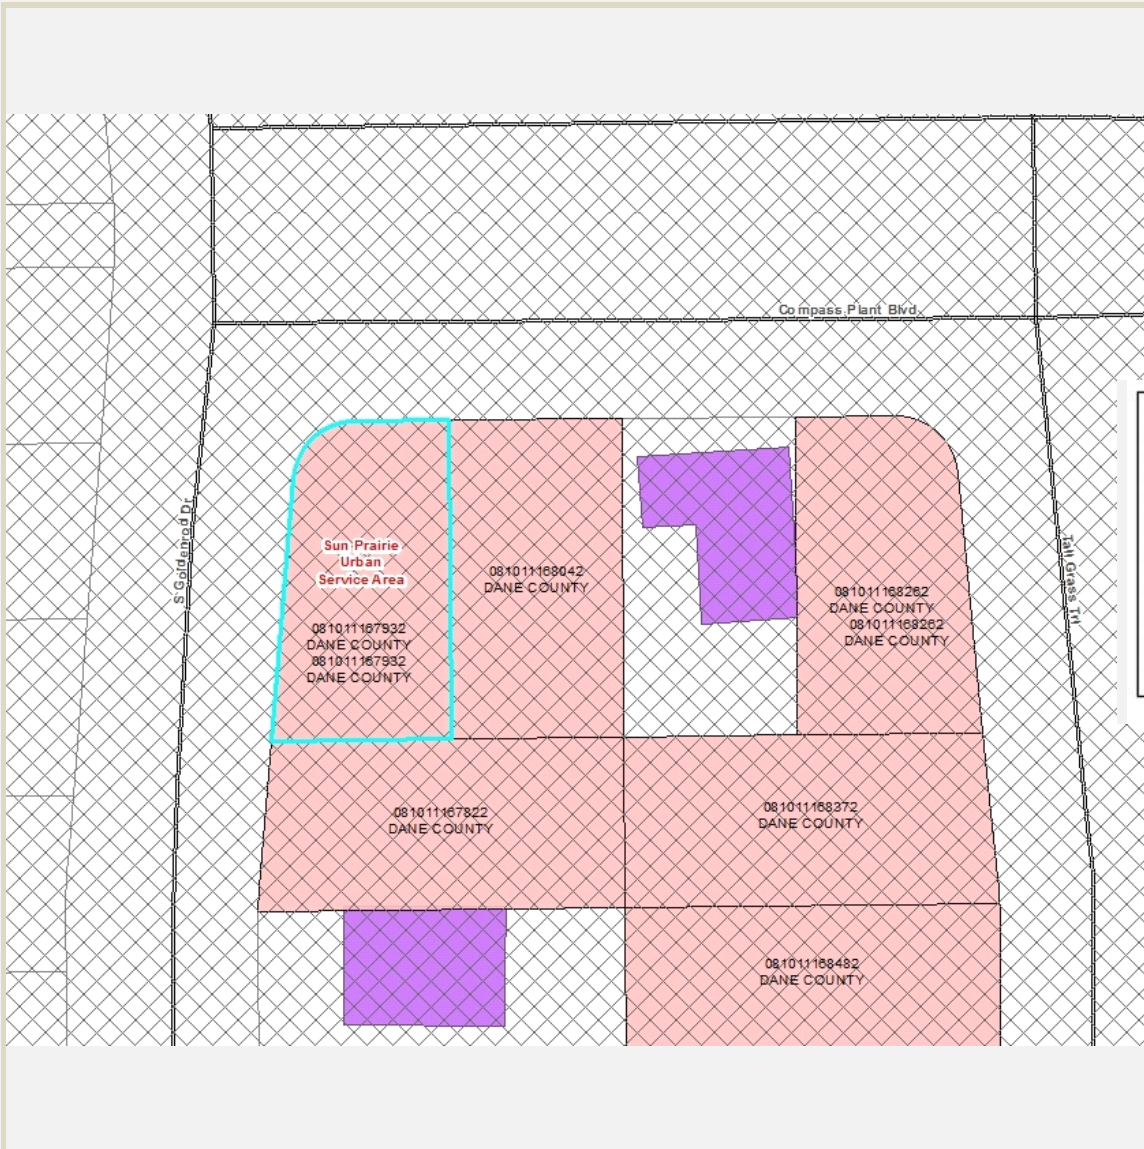 Compass Plant Blvd
S Goldenrod Dr
Tall Grass Trl
Sun Prairie
Urban
Service Area
081011167932
DANE COUNTY
081011167932
DANE COUNTY
081011168042
DANE COUNTY
081011168262
DANE COUNTY
081011168262
DANE COUNTY
081011167822
DANE COUNTY
081011168372
DANE COUNTY
081011168482
DANE COUNTY